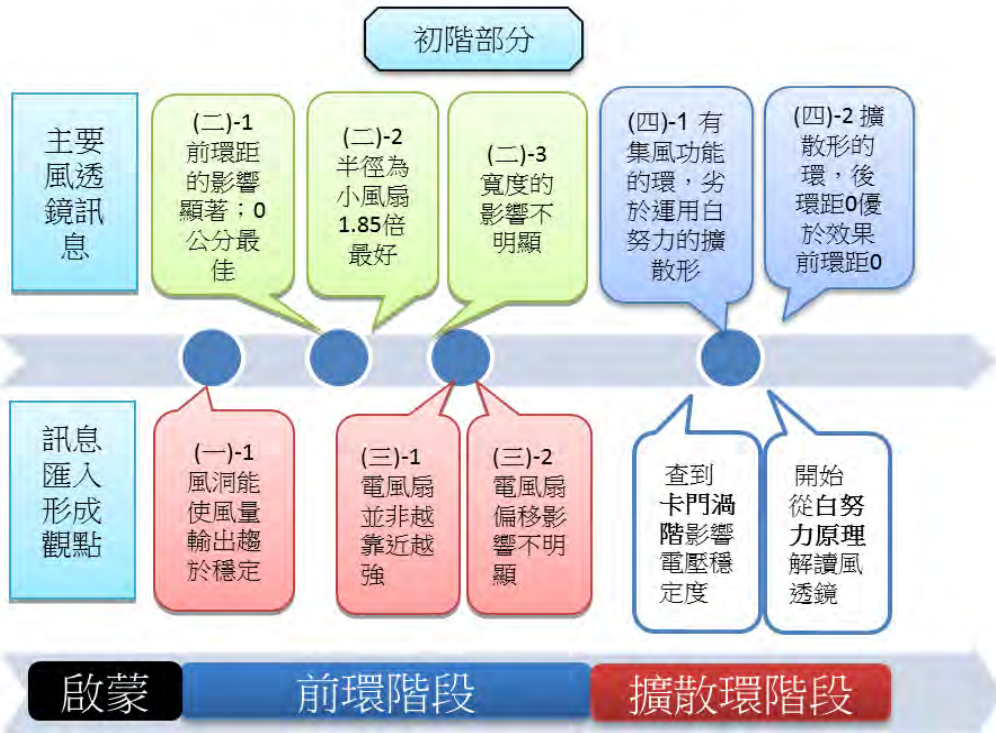 初階部分
主要
風透
鏡訊
息
(二)-1
前環距
的影響
顯著；0
公分最
佳
(二)-2
半徑為
小風扇
1.85倍
最好
(二)-3
寬度的
影響不
明顯
(四)-1 有
集風功能
的環，劣
於運用白
努力的擴
散形
(四)-2 擴
散形的
環，後
環距0優
於效果
前環距0
訊息
匯入
形成
觀點
(一)-1
風洞能
使風量
輸出趨
於穩定
(三)-1
電風扇
並非越
靠近越
強
(三)-2
電風扇
偏移影
響不明
顯
查到
卡門渦
階影響
電壓穩
定度
開始
從白努
力原理
解讀風
透鏡
啟蒙
前環階段
擴散環階段